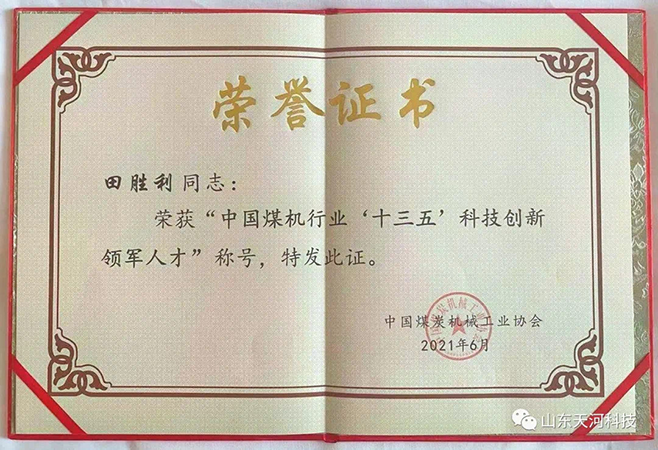 荣誉证书
田胜利同志：
荣获“中国煤机行业‘十三五’科技创新
领军人才”称号，特发此证。
中国煤炭机械工业协会
2021年6月
山东天河科技